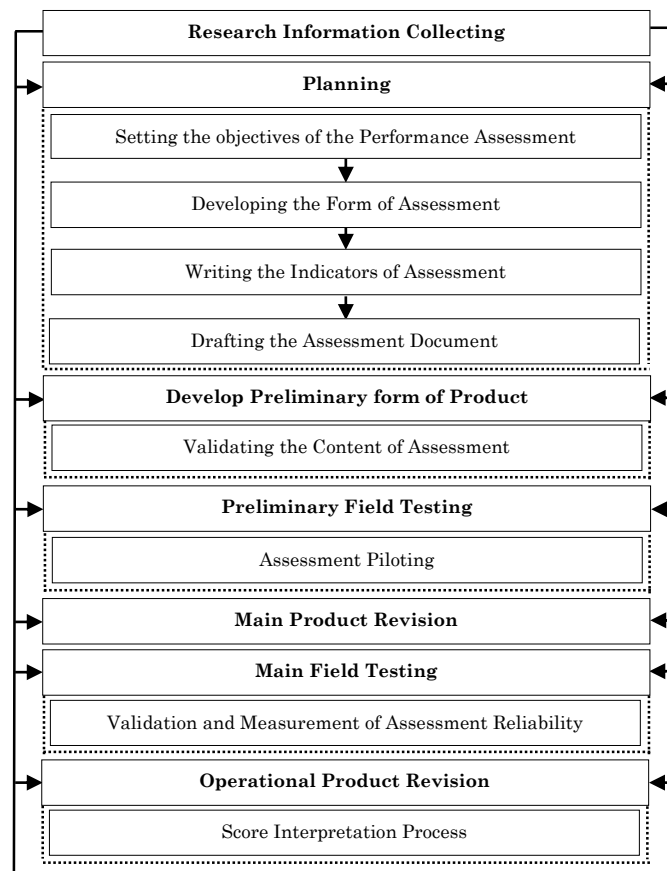 Research Information Collecting
Planning
Setting the objectives of the Performance Assessment
Developing the Form of Assessment
Writing the Indicators of Assessment
Drafting the Assessment Document
Develop Preliminary form of Product
Validating the Content of Assessment
Preliminary Field Testing
Assessment Piloting
Main Product Revision
Main Field Testing
Validation and Measurement of Assessment Reliability
Operational Product Revision
Score Interpretation Process